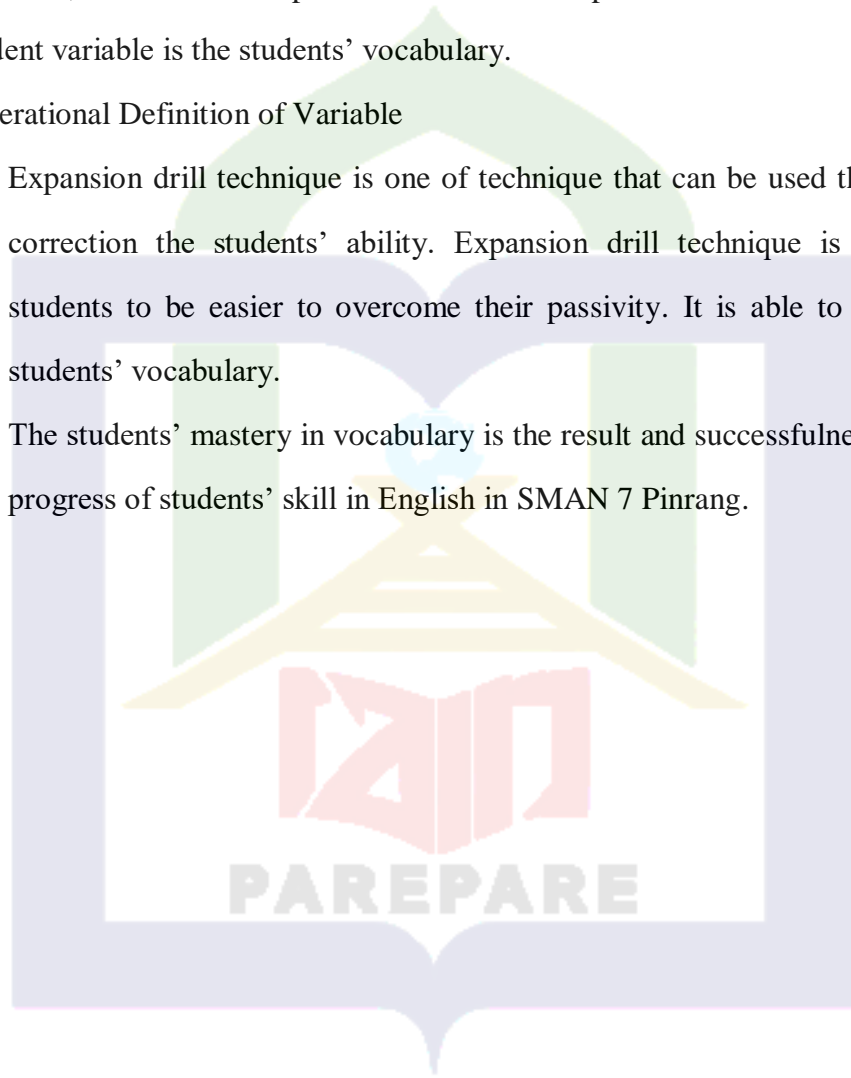 dent variable is the students’ vocabulary.
erational Definition of Variable
Expansion drill technique is one of technique that can be used
correction the students’ ability. Expansion drill technique is
students to be easier to overcome their passivity. It is able to
students’ vocabulary.
The students’ mastery in vocabulary is the result and
progress of students’ skill in English in SMAN 7 Pinrang.
PAREPARE